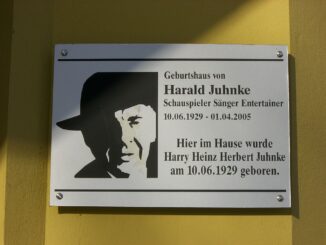 Geburtshaus von
Harald Juhnke
Schauspieler Sänger Entertainer
10.06.1929 - 01.04.2005
Hier im Hause wurde
Harry Heinz Herbert Juhnke
am 10.06.1929 geboren.